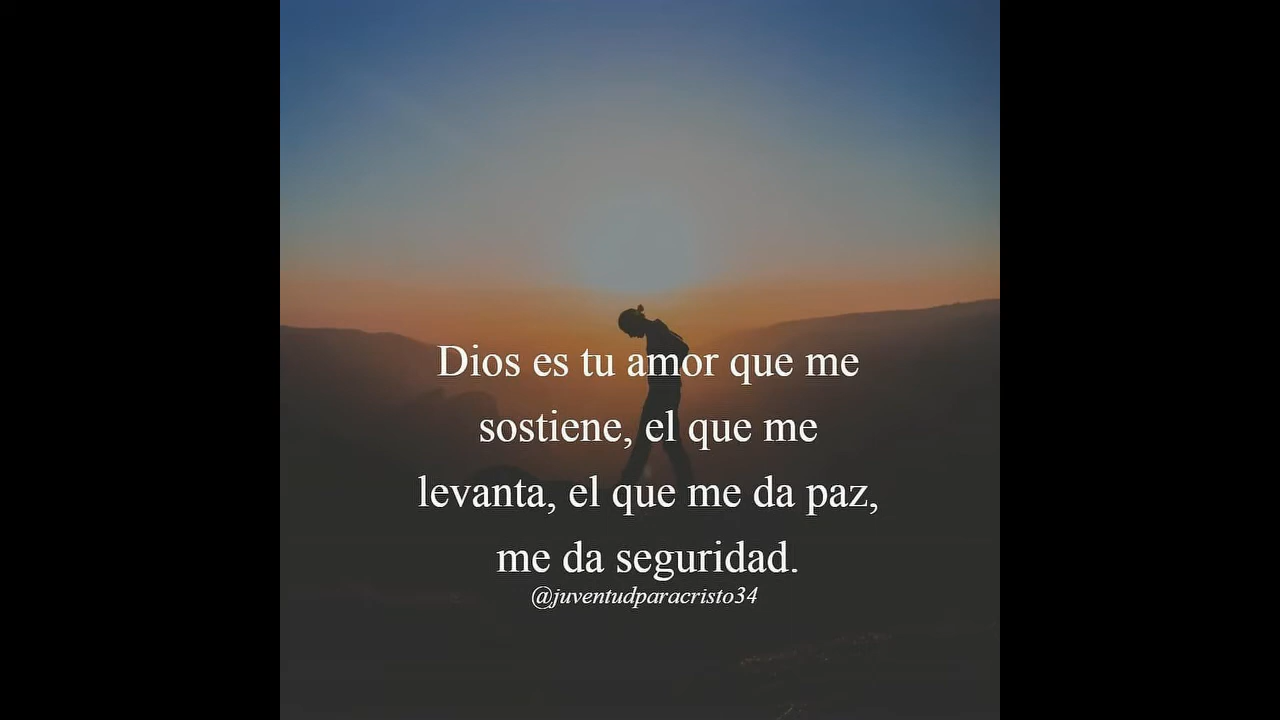 Dios es tu amor que me
sostiene, el que me
levanta, el que me da paz,
me da seguridad.
@juventudparacristo34